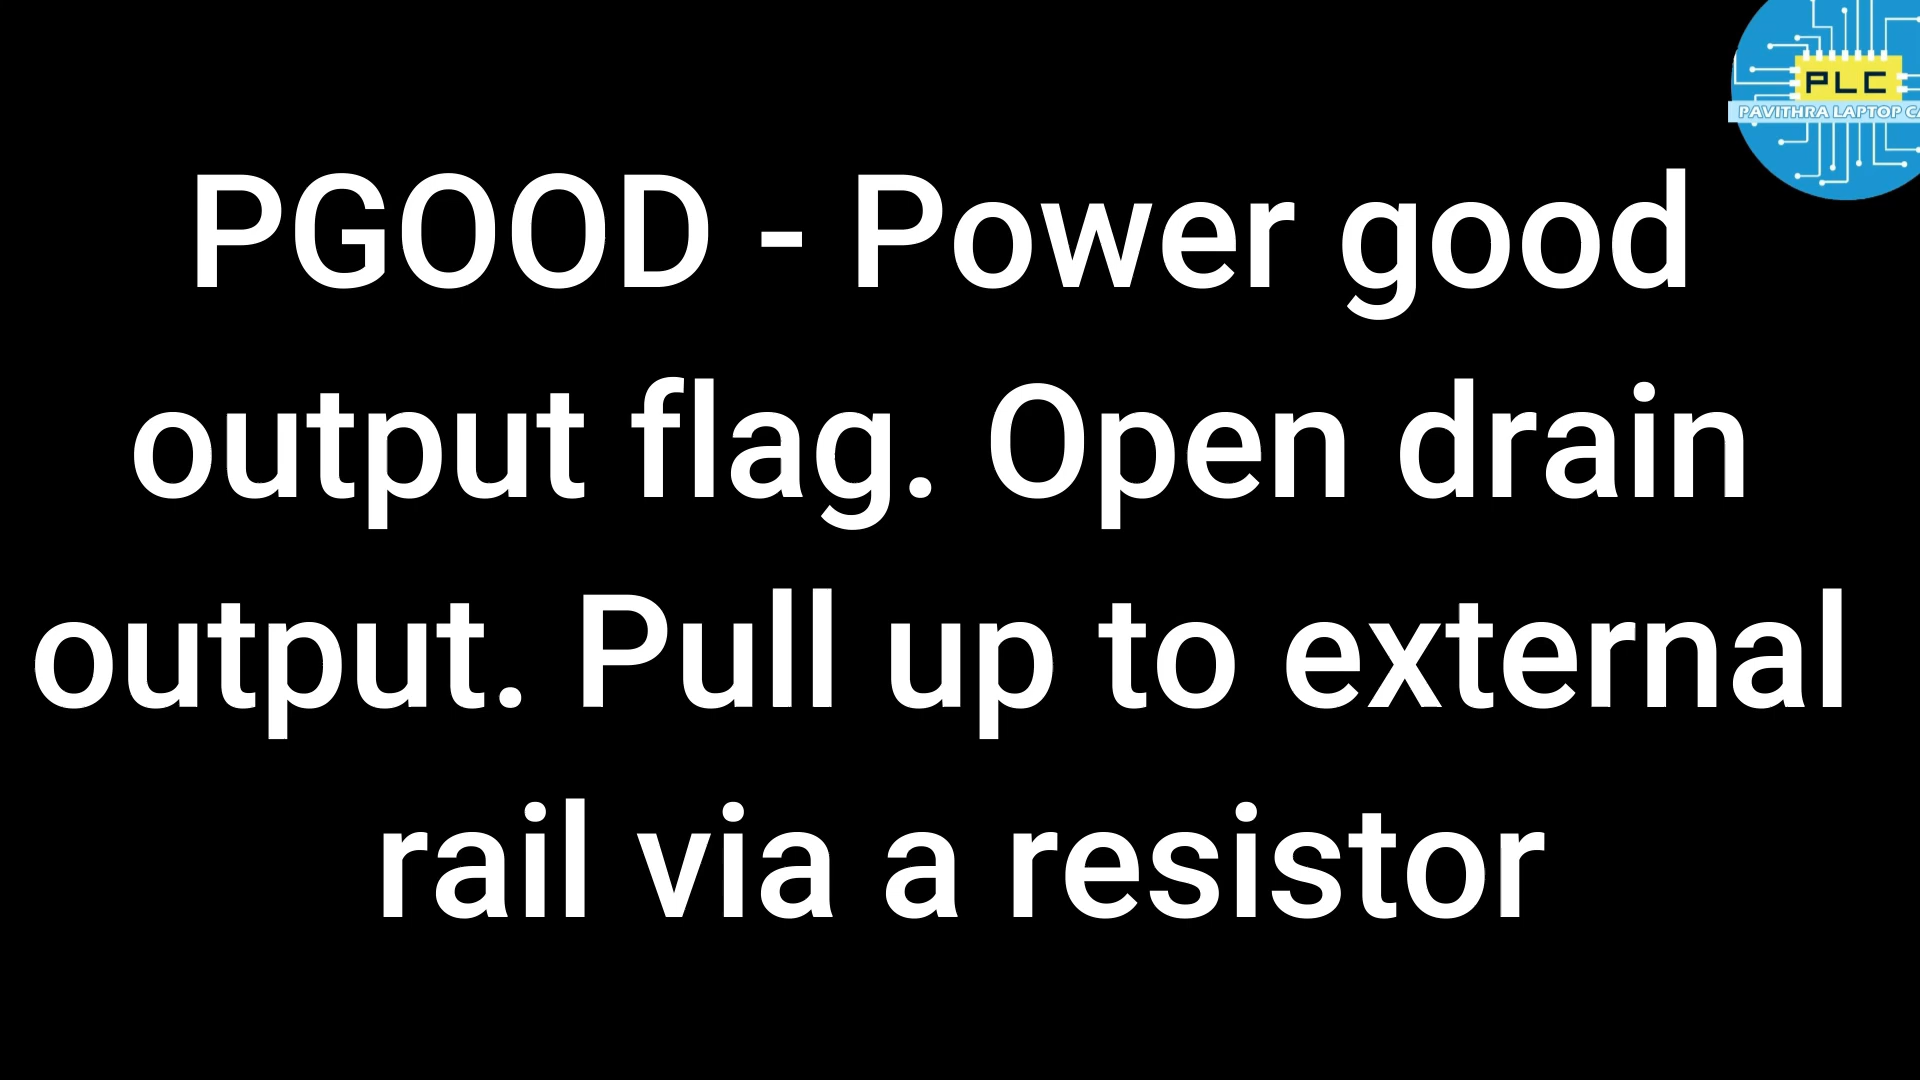 PLC
PAVITHRA LAPTOP
PGOOD - Power good
output flag. Open drain
output. Pull up to external
rail via a resistor